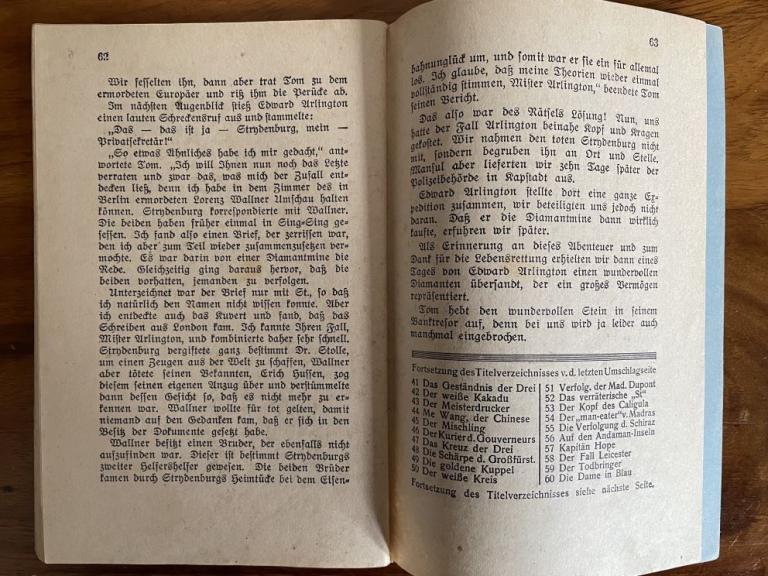 62
Wir fesselten ihn, dann aber trat Tom zu dem
ermordeten Europäer und riß ihm die Perücke ab.
Im nächsten Augenblick stieß Edward Arlington
einen lauten Schreckensruf aus und stammelte:
„Das — das ist ja — Strydenburg, mein —
Privatsekretär!“
„So etwas Ähnliches habe ich mir gedacht,“ ant-
wortete Tom. „Ich will Ihnen nun noch das Letzte
verraten und zwar das, was mich der Zufall ent-
decken ließ, denn ich habe in dem Zimmer des in
Berlin ermordeten Lorenz Wallner Umschau halten
können. Strydenburg korrespondierte mit Wallner.
Die beiden haben früher einmal in Sing-Sing ge-
sessen. Ich fand also einen Brief, der zerrissen war,
den ich aber zum Teil wieder zusammenzusetzen ver-
mochte. Es war darin von einer Diamantmine die
Rede. Gleichzeitig ging daraus hervor, daß die
beiden vorhatten, jemanden zu verfolgen.
Unterzeichnet war der Brief nur mit St., so daß
ich natürlich den Namen nicht wissen konnte. Aber
ich entdeckte auch das Kuvert und fand, daß das
Schreiben aus London kam. Ich kannte Ihren Fall,
Mister Arlington, und kombinierte daher sehr schnell.
Strydenburg vergiftete ganz bestimmt Dr. Stolle,
um einen Zeugen aus der Welt zu schaffen, Wallner
aber tötete seinen Bekannten, Erich Hussen, zog
diesem seinen eigenen Anzug über und verstümmelte
dann dessen Gesicht so, daß es nicht mehr zu er-
kennen war. Wallner wollte für tot gelten, damit
niemand auf den Gedanken kam, daß er sich in den
Besitz der Dokumente gesetzt habe.
Wallner besitzt einen Bruder, der ebenfalls nicht
aufzufinden war. Dieser ist bestimmt Strydenburgs
zweiter Helfershelfer gewesen. Die beiden Brüder
kamen durch Strydenburgs Heimtücke bei dem Eisen-
63
bahnunglück um, und somit war er sie ein für allemal
los. Ich glaube, daß meine Theorien wieder einmal
vollständig stimmen, Mister Arlington,“ beendete Tom
seinen Bericht.
Das also war des Rätsels Lösung! Nun, uns
hatte der Fall Arlington beinahe Kopf und Kragen
gekostet. Wir nahmen den toten Strydenburg nicht
mit, sondern begruben ihn an Ort und Stelle.
Mansul aber lieferten wir zehn Tage später der
Polizeibehörde in Kapstadt aus.
Edward Arlington stellte dort eine ganze Ex-
pedition zusammen, wir beteiligten uns jedoch nicht
daran. Daß er die Diamantmine dann wirklich
kaufte, erfuhren wir später.
Als Erinnerung an dieses Abenteuer und zum
Dank für die Lebensrettung erhielten wir dann eines
Tages von Edward Arlington einen wundervollen
Diamanten übersandt, der ein großes Vermögen
repräsentiert.
Tom hebt den wundervollen Stein in seinem
Banktresor auf, denn bei uns wird ja leider auch
manchmal eingebrochen.
Fortsetzung des Titelverzeichnisses v. d. letzten Umschlagseite
41 Das Geständnis der Drei
42 Der weiße Kakadu
43 Der Meisterdrucker
44 Me Wang, der Chinese
45 Der Mischling
46 Der Kurier d. Gouverneurs
47 Das Kreuz der Drei
48 Die Schärpe d. Großfürst.
49 Die goldene Kuppel
50 Der weiße Kreis
51 Verfolg. der Mad. Dupont
52 Das verräterische „St“
53 Der Kopf des Caligula
54 Der „man-eater“ v. Madras
55 Die Verfolgung d. Schiraz
56 Auf den Andaman-Inseln
57 Kapitän Hope
58 Der Fall Leicester
59 Der Todbringer
60 Die Dame in Blau
Fortsetzung des Titelverzeichnisses siehe nächste Seite.